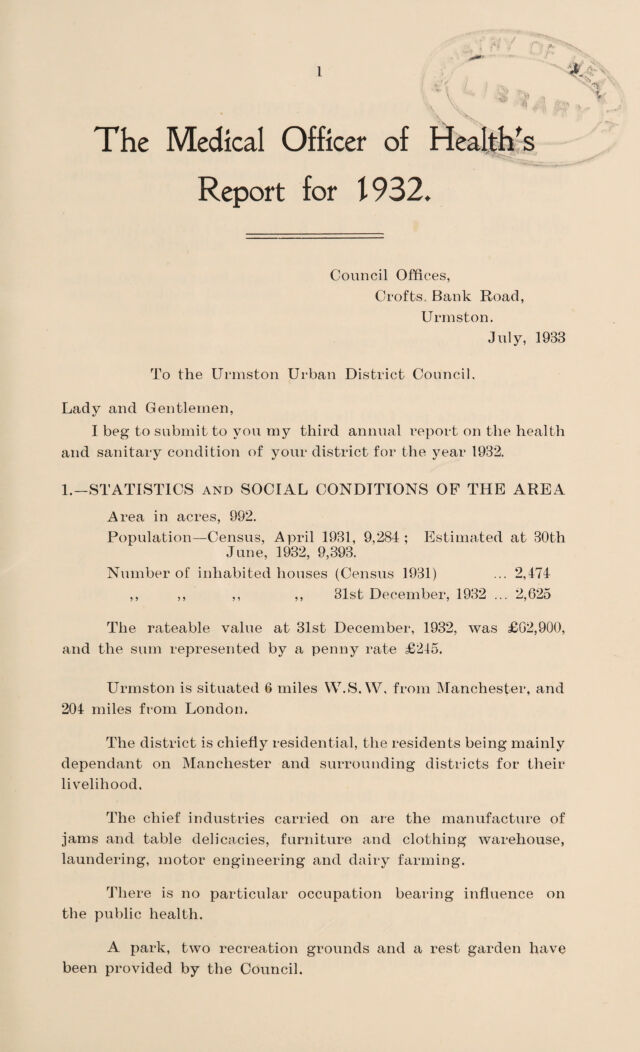 1
MINISTRY OF HEALTH
LIBRARY
The Medical Officer of Health's
Report for 1932.
Council Offices,
Crofts. Bank Road,
Urmston.
July, 1933
To the Urmston Urban District Council.
Lady and Gentlemen,
I beg to submit to you my third annual report on the health
and sanitary condition of your district for the year 1932.
1.—STATISTICS AND SOCIAL CONDITIONS OF THE AREA
Area in acres, 992.
Population—Census, April 1931, 9,284; Estimated at 30th
June, 1932, 9,393.
Number of inhabited houses (Census 1931) ... 2,474
,, ,, ,, ,, 31st December, 1932 ... 2,625
The rateable value at 31st December, 1932, was £62,900,
and the sum represented by a penny rate £245.
Urmston is situated 6 miles W.S.W. from Manchester, and
204 miles from London.
The district is chiefly residential, the residents being mainly
dependant on Manchester and surrounding districts for their
livelihood.
The chief industries carried on are the manufacture of
jams and table delicacies, furniture and clothing warehouse,
laundering, motor engineering and dairy farming.
There is no particular occupation bearing influence on
the public health.
A park, two recreation grounds and a rest garden have
been provided by the Council.